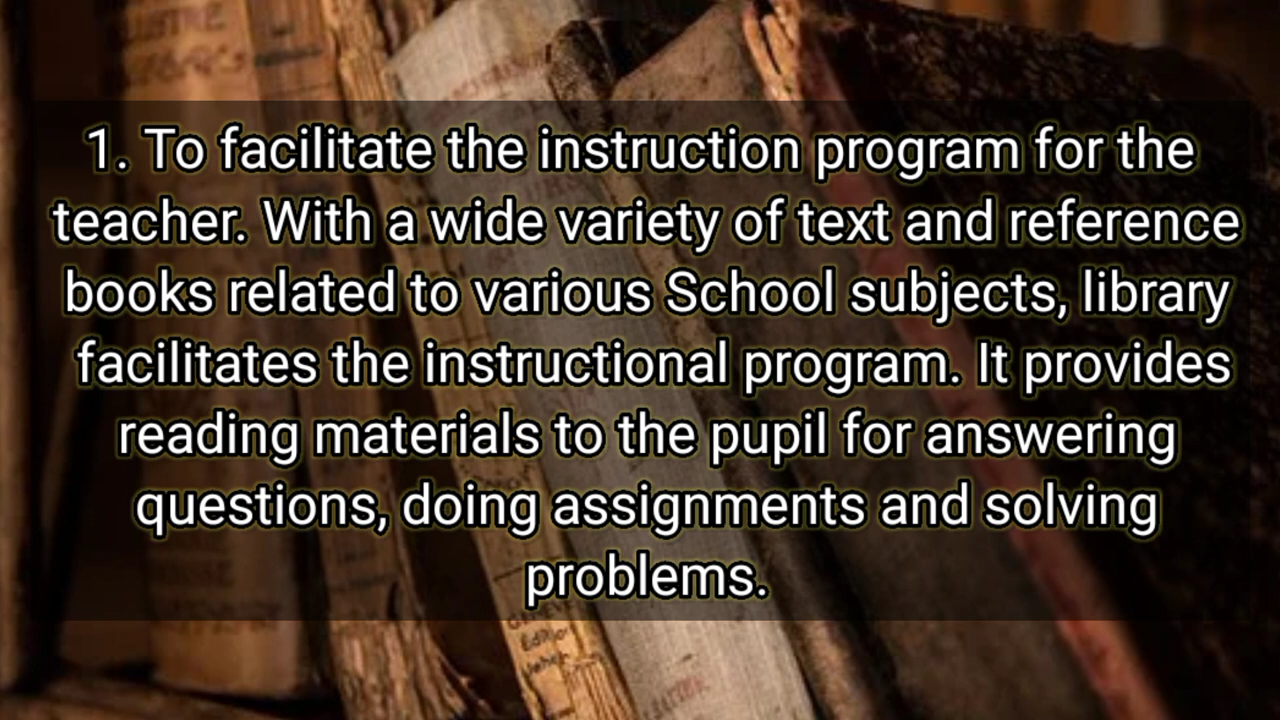 1. To facilitate the instruction program for the
teacher. With a wide variety of text and reference
books related to various School subjects, library
facilitates the instructional program. It provides
reading materials to the pupil for answering
questions, doing assignments and solving
problems.